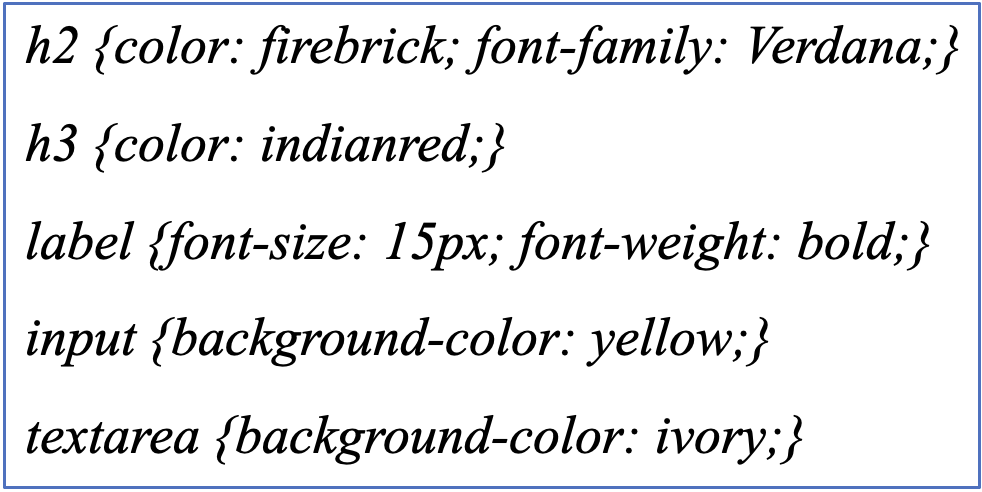 h2 {color: firebrick; font-family: Verdana;}
h3 {color: indianred;}
label {font-size: 15px; font-weight: bold;}
input {background-color: yellow;}
textarea {background-color: ivory;}